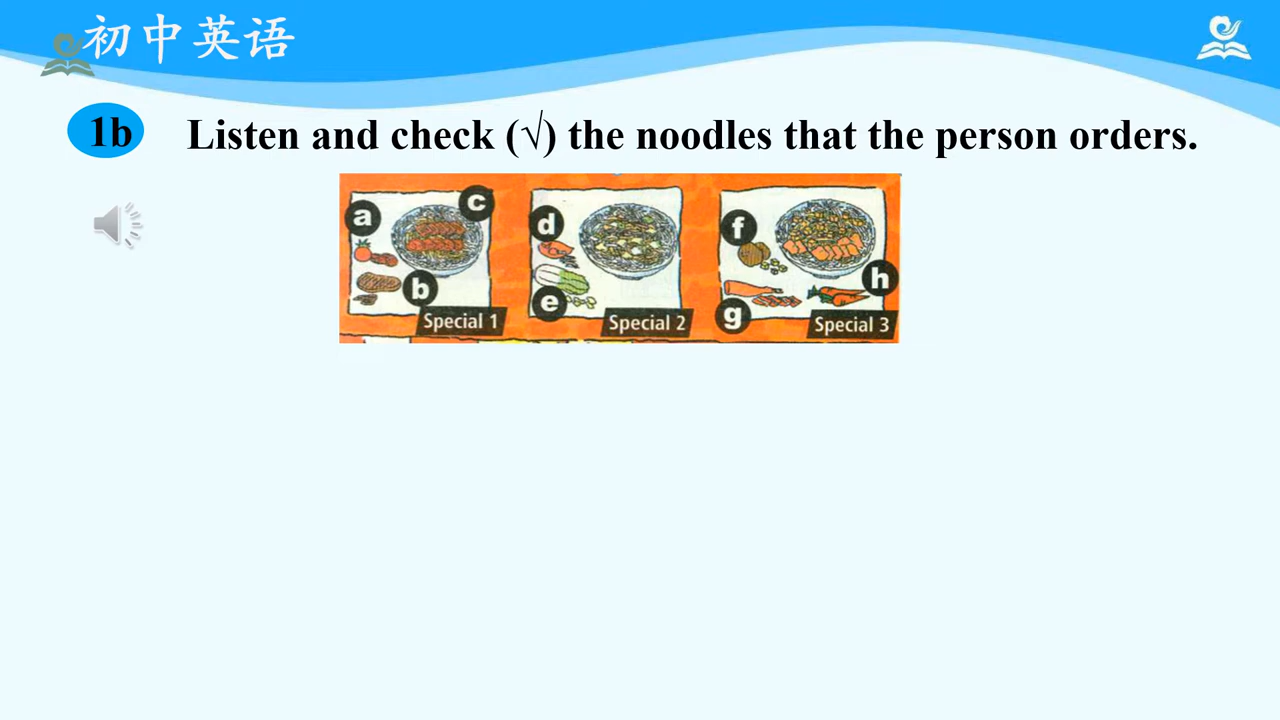 初中英语
1b Listen and check (√) the noodles that the person orders.
a
c
b
Special 1
d
e
Special 2
f
h
g
Special 3